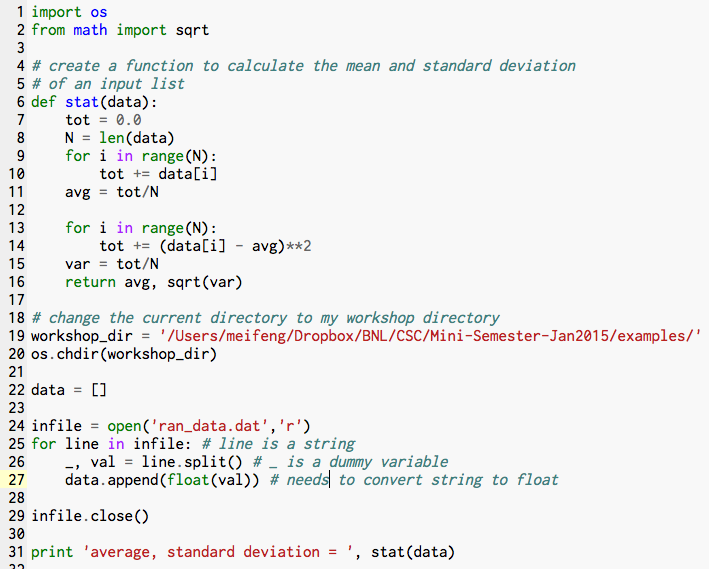 1 import os
2 from math import sqrt
3
4 # create a function to calculate the mean and standard deviation
5 # of an input list
6 def stat(data):
7     tot = 0.0
8     N = len(data)
9     for i in range(N):
10         tot += data[i]
11     avg = tot/N
12
13     for i in range(N):
14         tot += (data[i] - avg)**2
15     var = tot/N
16     return avg, sqrt(var)
17
18 # change the current directory to my workshop directory
19 workshop_dir = '/Users/meifeng/Dropbox/BNL/CSC/Mini-Semester-Jan2015/examples/'
20 os.chdir(workshop_dir)
21
22 data = []
23
24 infile = open('ran_data.dat','r')
25 for line in infile: # line is a string
26     _, val = line.split() # _ is a dummy variable
27     data.append(float(val)) # needs to convert string to float
28
29 infile.close()
30
31 print 'average, standard deviation = ', stat(data)